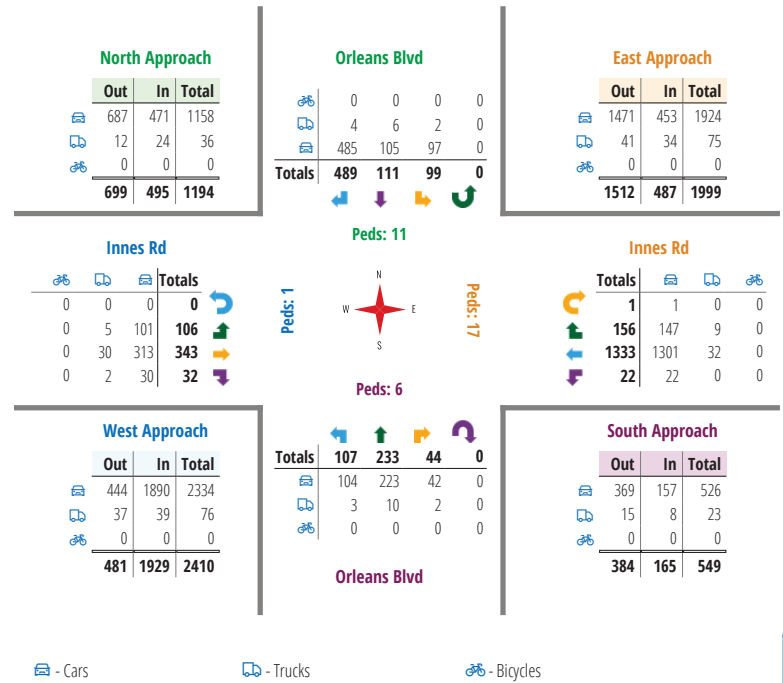 North Approach
Out In Total
687 471 1158
12 24 36
0 0 0
699 495 1194
Orleans Blvd
0 0 0 0
4 6 2 0
485 105 97 0
Totals 489 111 99 0
East Approach
Out In Total
1471 453 1924
41 34 75
0 0 0
1512 487 1999
Innes Rd
Totals
0 0 0 0
0 5 101 106
0 30 313 343
0 2 30 32
Peds: 11
Peds: 1
N
W E
S
Peds: 17
Peds: 6
Innes Rd
Totals
1 1 0 0
156 147 9 0
1333 1301 32 0
22 22 0 0
West Approach
Out In Total
444 1890 2334
37 39 76
0 0 0
481 1929 2410
Totals 107 233 44 0
104 223 42 0
3 10 2 0
0 0 0 0
Orleans Blvd
South Approach
Out In Total
369 157 526
15 8 23
0 0 0
384 165 549
- Cars
- Trucks
- Bicycles